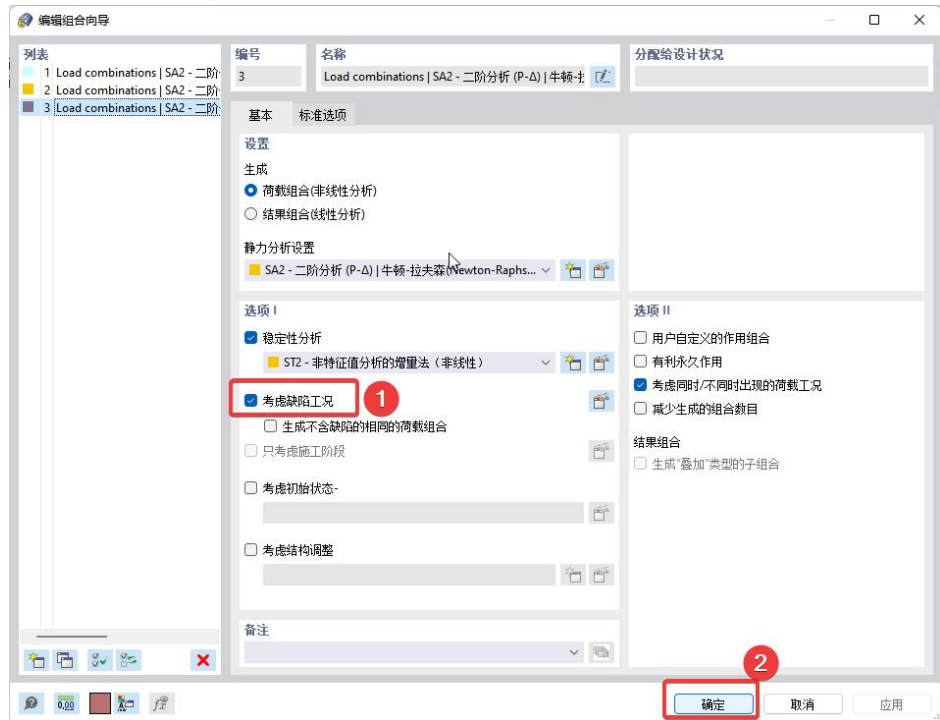 编辑组合向导
列表
1 Load combinations | SA2 - 二阶
2 Load combinations | SA2 - 二阶
3 Load combinations | SA2 - 二阶
编号
3
名称
Load combinations | SA2 - 二阶分析 (P-Δ) | 牛顿-拉
分配给设计状况
基本 标准选项
设置
生成
荷载组合(非线性分析)
结果组合(线性分析)
静力分析设置
SA2 - 二阶分析 (P-Δ) | 牛顿-拉夫森(Newton-Raphs...
选项 I
稳定性分析
ST2 - 非特征值分析的增量法（非线性）
考虑缺陷工况
1
生成不含缺陷的相同的荷载组合
只考虑施工阶段
考虑初始状态-
考虑结构调整
选项 II
用户自定义的作用组合
有利永久作用
考虑同时/不同时出现的荷载工况
减少生成的组合数目
结果组合
生成"叠加"类型的子组合
备注
2
0,00
确定 取消 应用